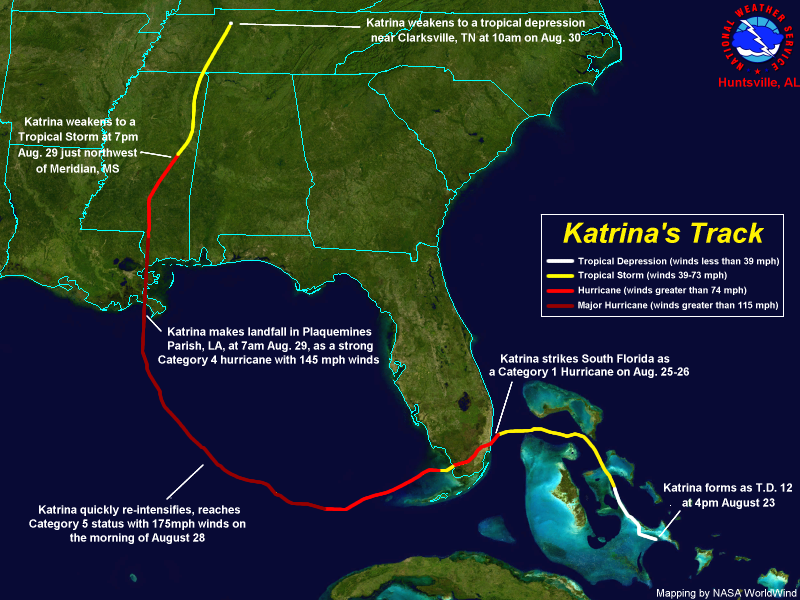 Katrina weakens to a tropical depression
near Clarksville, TN at 10am on Aug. 30
NATIONAL WEATHER SERVICE
Huntsville, AL
Katrina weakens to a
Tropical Storm at 7pm
Aug. 29 just northwest
of Meridian, MS
Katrina's Track
Tropical Depression (winds less than 39 mph)
Tropical Storm (winds 39-73 mph)
Hurricane (winds greater than 74 mph)
Major Hurricane (winds greater than 115 mph)
Katrina makes landfall in Plaquemines
Parish, LA, at 7am Aug. 29, as a strong
Category 4 hurricane with 145 mph winds
Katrina strikes South Florida as
a Category 1 Hurricane on Aug. 25-26
Katrina forms as T.D. 12
at 4pm August 23
Katrina quickly re-intensifies, reaches
Category 5 status with 175mph winds on
the morning of August 28
Mapping by NASA WorldWind